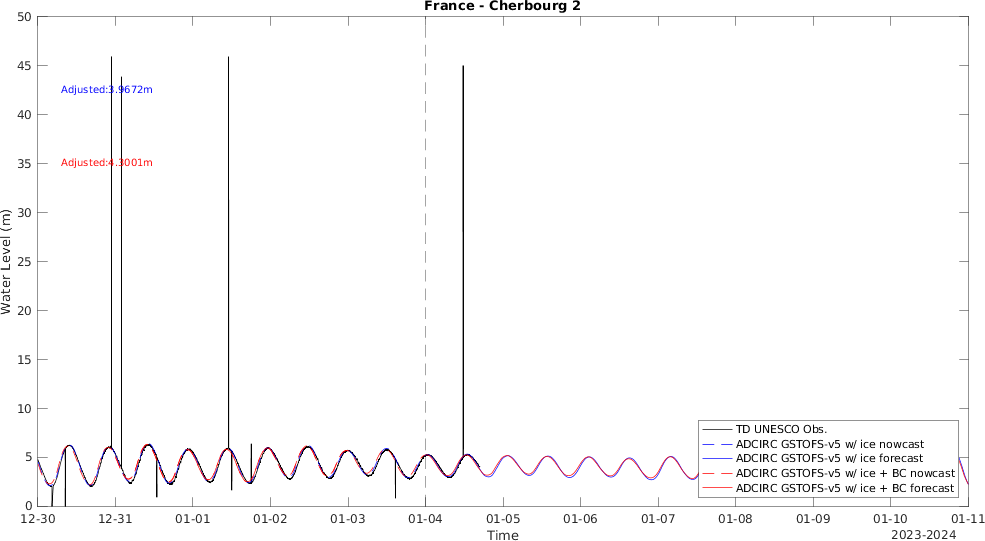 France - Cherbourg 2
50
45
40
35
30
25
20
15
10
5
0
Water Level (m)
Adjusted:3.9672m
Adjusted:4.3001m
TD UNESCO Obs.
ADCIRC GSTOFS-v5 w/ ice nowcast
ADCIRC GSTOFS-v5 w/ ice forecast
ADCIRC GSTOFS-v5 w/ ice + BC nowcast
ADCIRC GSTOFS-v5 w/ ice + BC forecast
12-30 12-31 01-01 01-02 01-03 01-04 01-05 01-06 01-07 01-08 01-09 01-10 01-11
Time
2023-2024